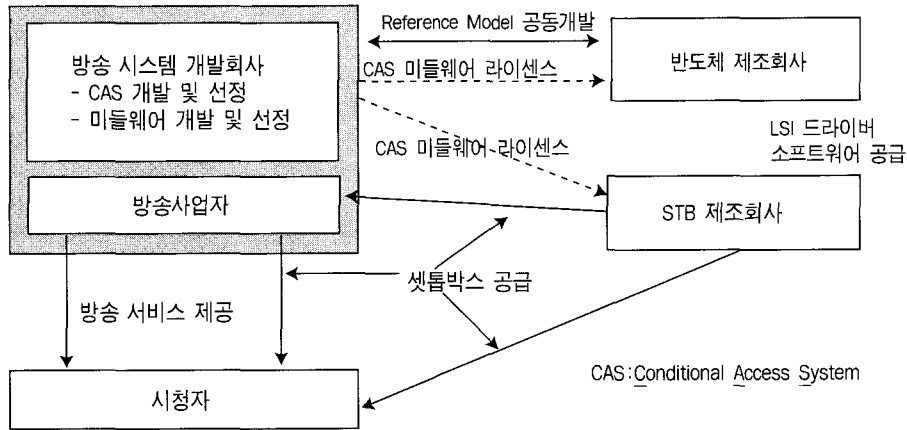 Reference Model 공동개발
방송 시스템 개발회사
- CAS 개발 및 선정
- 미들웨어 개발 및 선정
CAS 미들웨어 라이센스
반도체 제조회사
CAS 미들웨어 라이센스
LSI 드라이버
소프트워어 공급
방송사업자
STB 제조회사
셋톱박스 공급
방송 서비스 제공
시청자
CAS:Conditional Access System